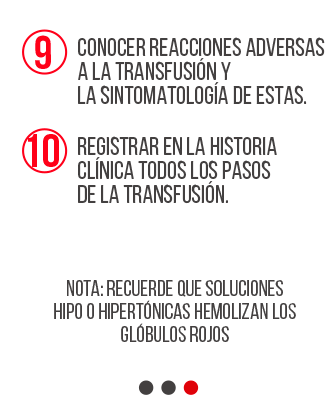 9 CONOCER REACCIONES ADVERSAS
A LA TRANSFUSIÓN Y
LA SINTOMATOLOGÍA DE ESTAS.
10 REGISTRAR EN LA HISTORIA
CLÍNICA TODOS LOS PASOS
DE LA TRANSFUSIÓN.
NOTA: RECUERDE QUE SOLUCIONES
HIPO O HIPERTÓNICAS HEMOLIZAN LOS
GLÓBULOS ROJOS